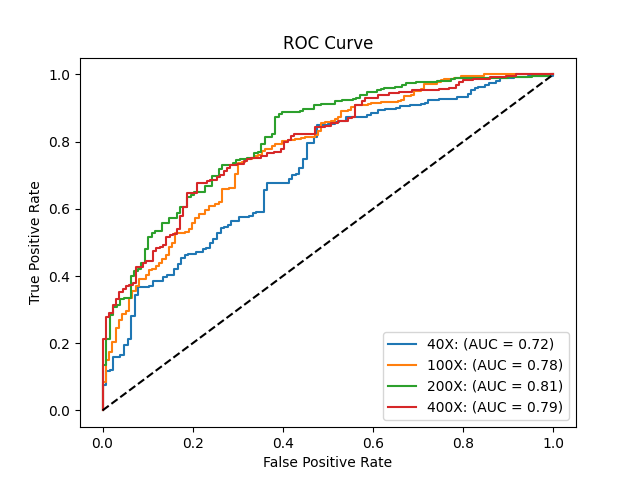 ROC Curve
True Positive Rate
1.0
0.8
0.6
0.4
0.2
0.0
0.0 0.2 0.4 0.6 0.8 1.0
False Positive Rate
40X: (AUC = 0.72)
100X: (AUC = 0.78)
200X: (AUC = 0.81)
400X: (AUC = 0.79)